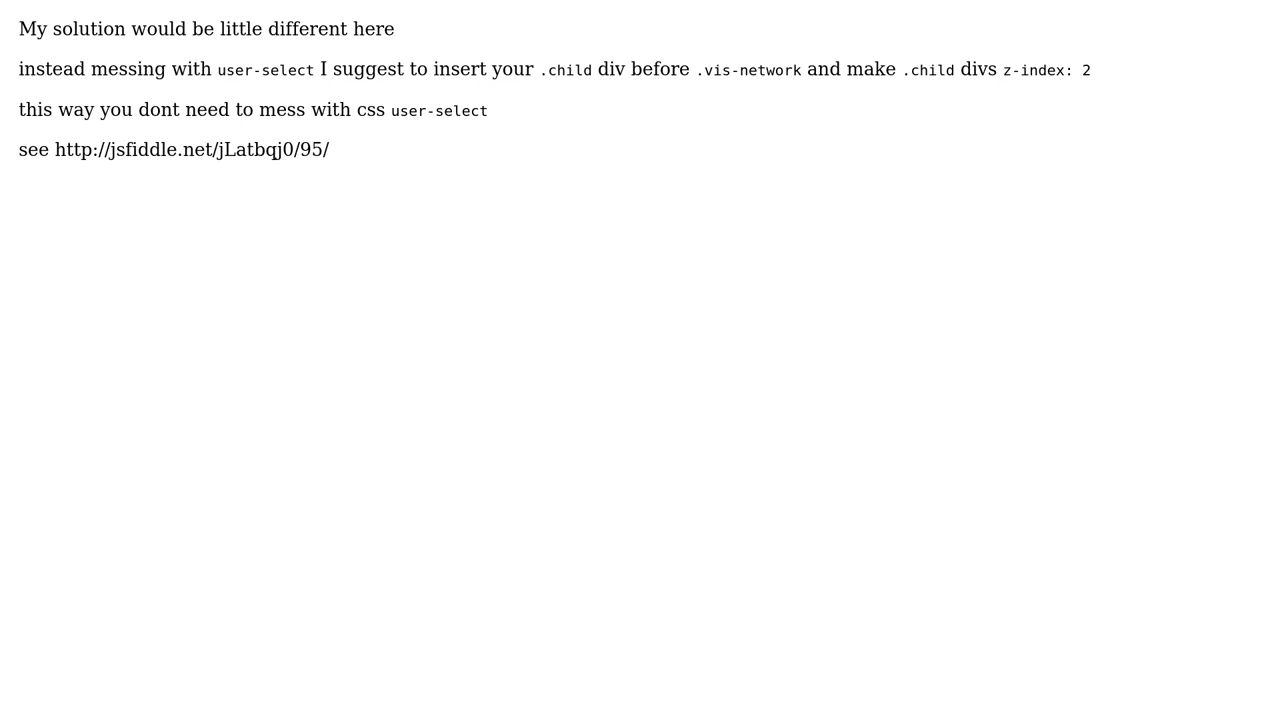 My solution would be little different here
instead messing with user-select I suggest to insert your .child div before .vis-network and make .child divs z-index: 2
this way you dont need to mess with css user-select
see http://jsfiddle.net/jLatbqj0/95/